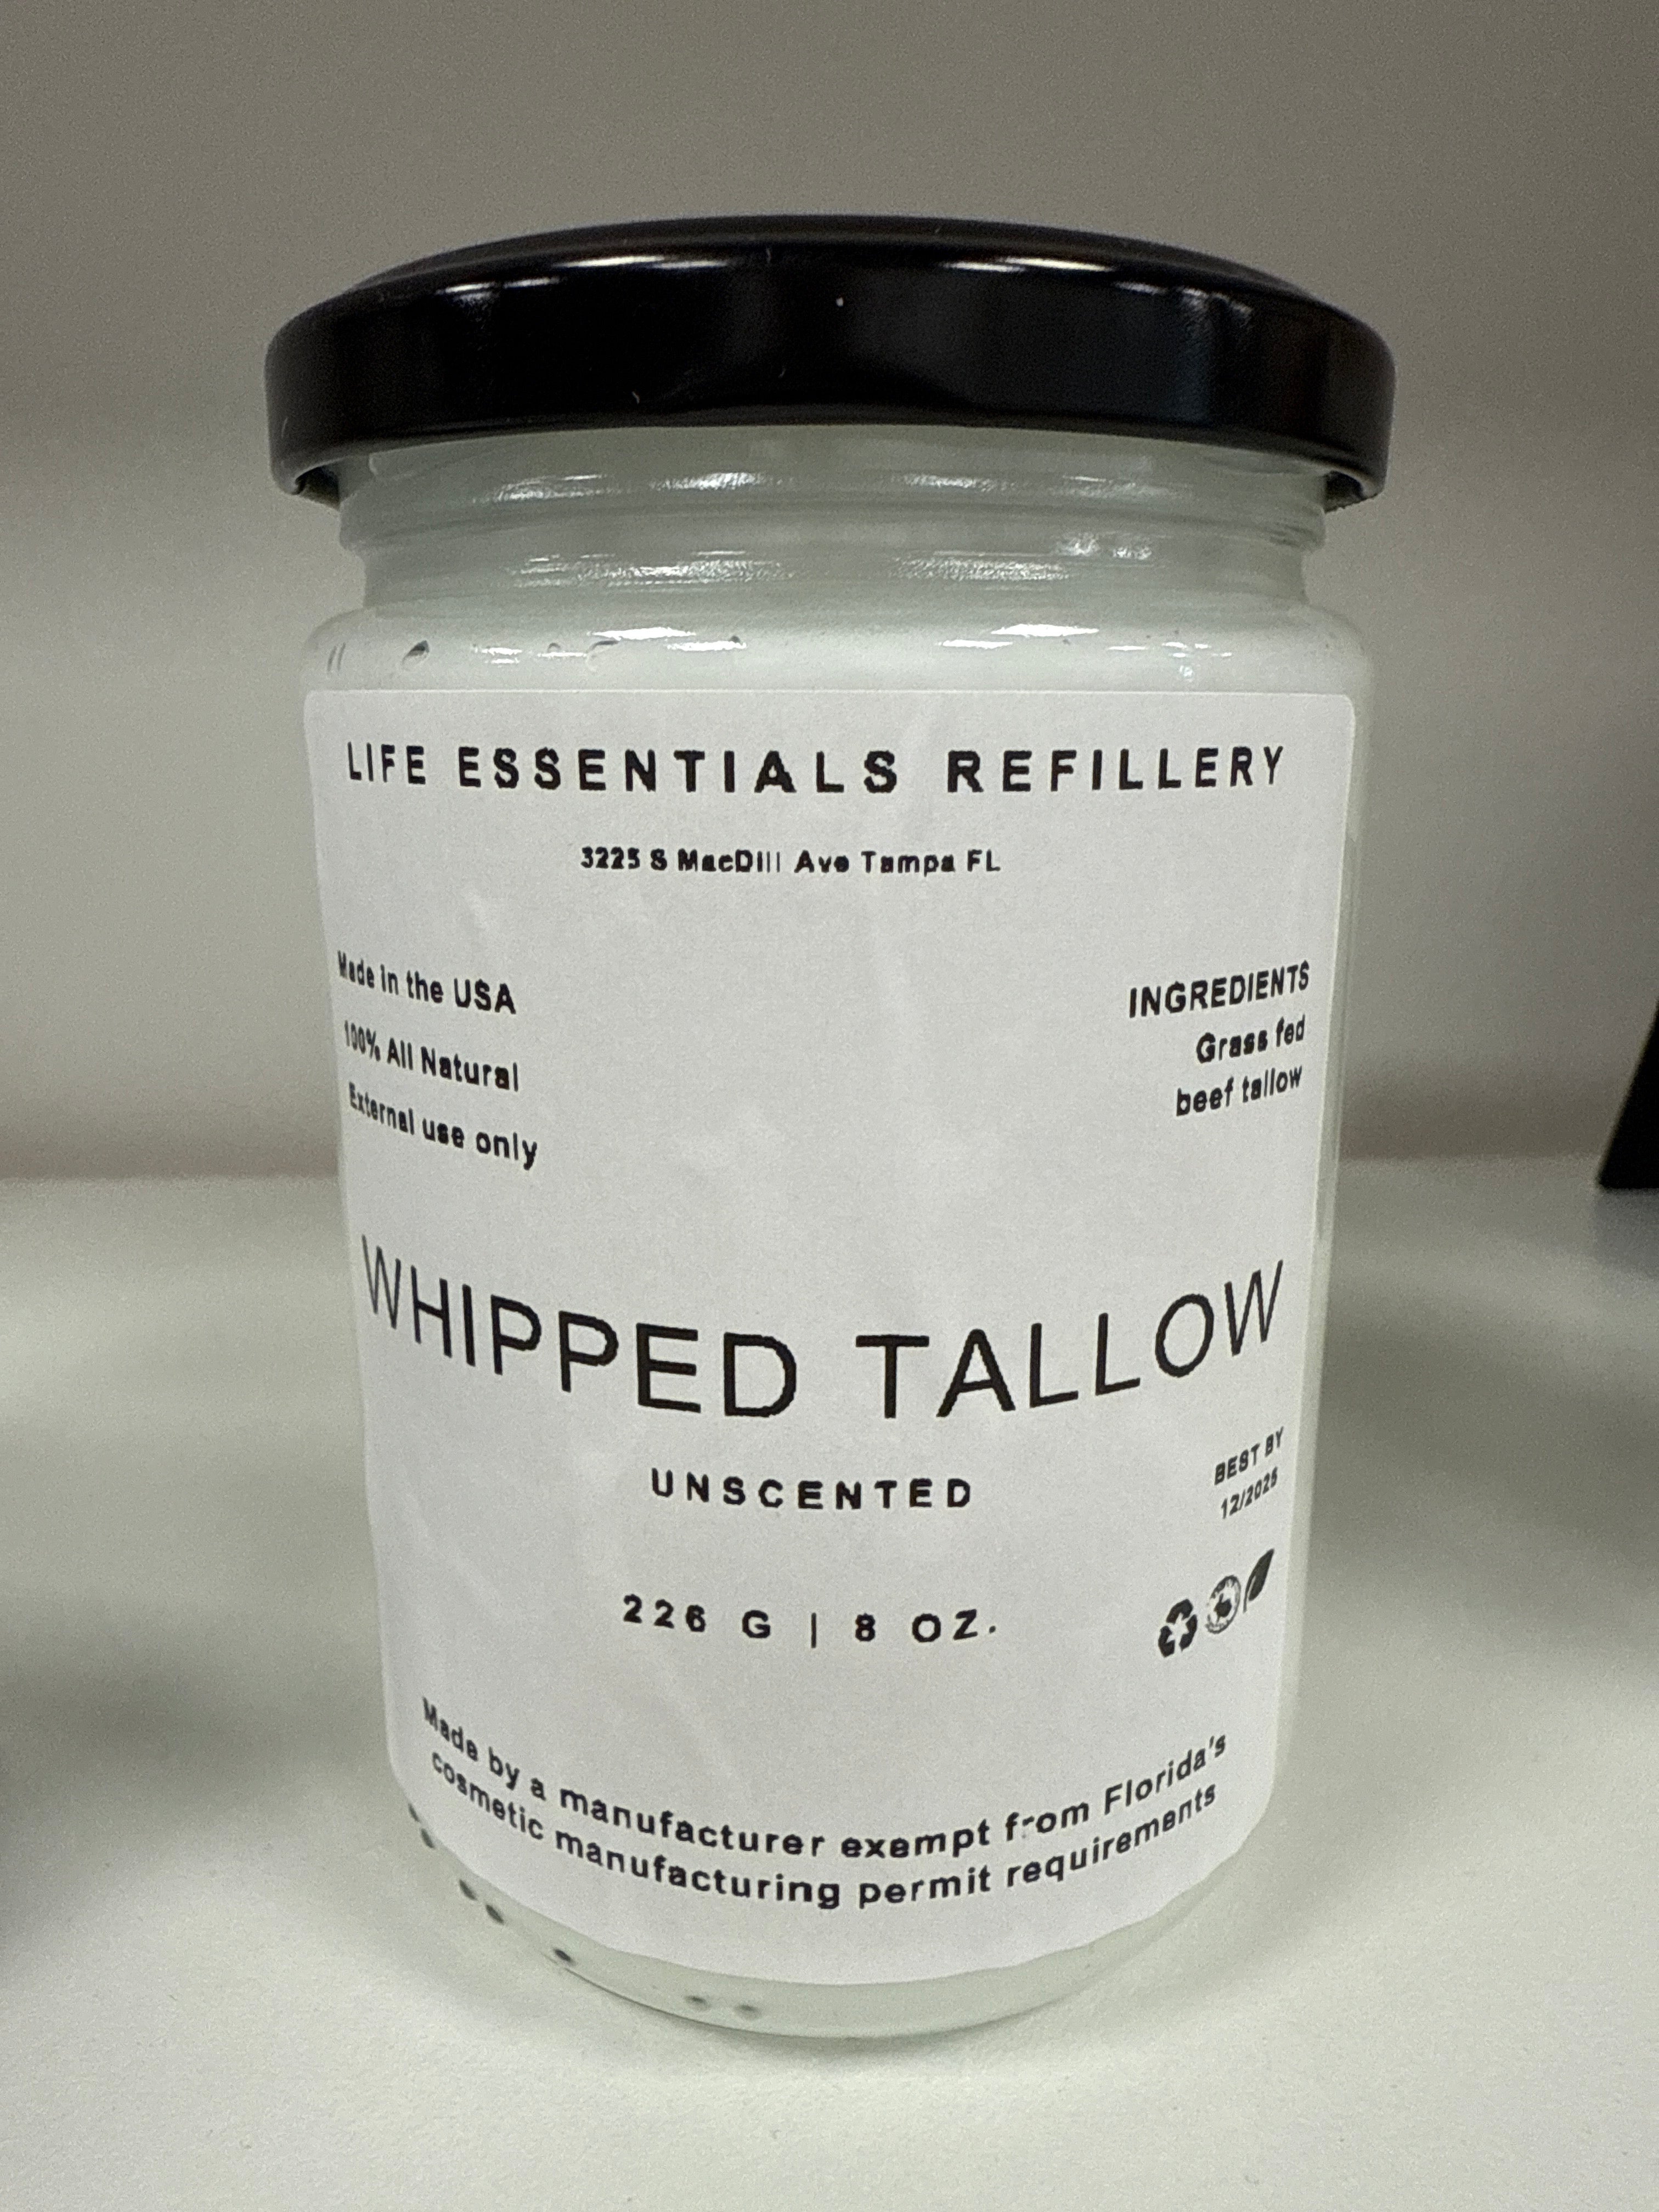 LIFE ESSENTIALS REFILLERY
3225 S MacDill Ave Tampa FL
Made in the USA
100% All Natural
External use only
INGREDIENTS
Grass fed
beef tallow
WHIPPED TALLOW
UNSCENTED
BEST BY
12/2025
226 G | 8 OZ.
Made by a manufacturer exempt from Florida's
cosmetic manufacturing permit requirements